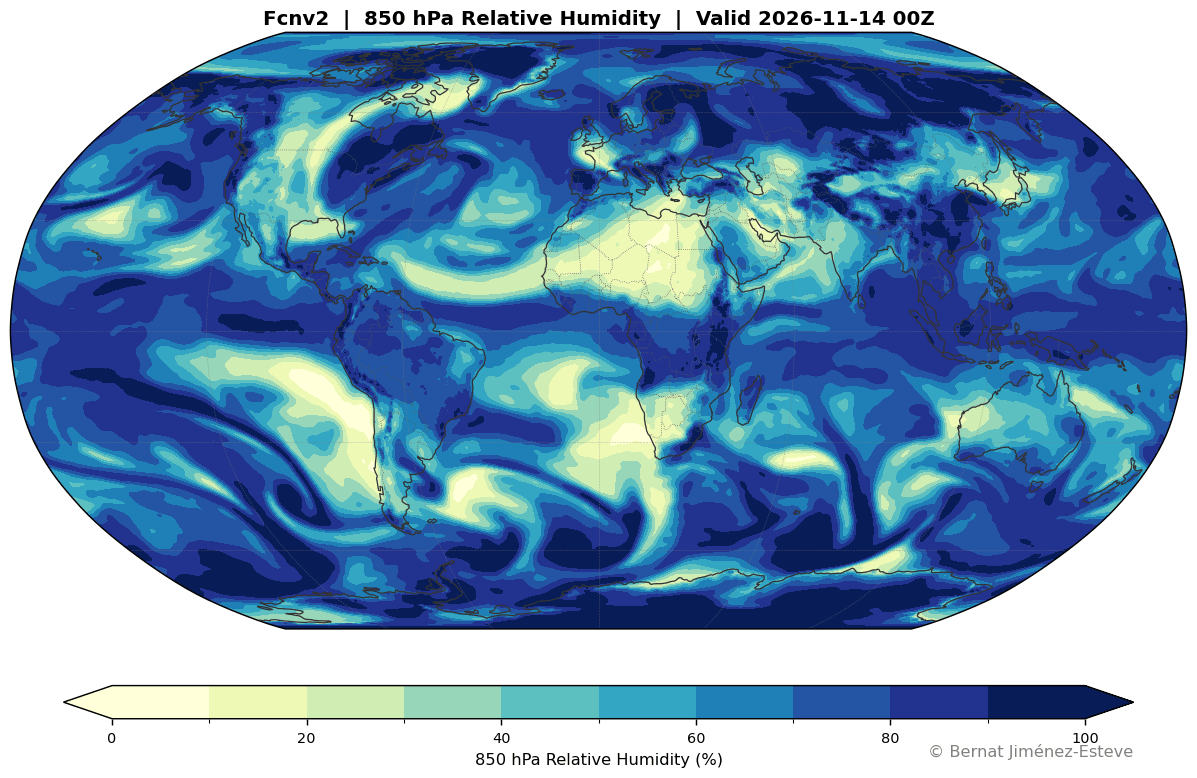 Fcnv2 | 850 hPa Relative Humidity | Valid 2026-11-14 00Z
0 20 40 60 80 100
850 hPa Relative Humidity (%)
© Bernat Jiménez-Esteve